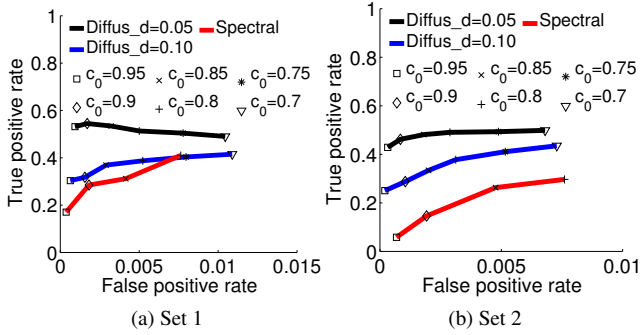 Diffus_d=0.05 Spectral
Diffus_d=0.10
c0=0.95 c0=0.85 c0=0.75
c0=0.9 c0=0.8 c0=0.7
True positive rate
1
0.8
0.6
0.4
0.2
0
0 0.005 0.01 0.015
False positive rate
(a) Set 1
Diffus_d=0.05 Spectral
Diffus_d=0.10
c0=0.95 c0=0.85 c0=0.75
c0=0.9 c0=0.8 c0=0.7
True positive rate
1
0.8
0.6
0.4
0.2
0
0 0.005 0.01
False positive rate
(b) Set 2